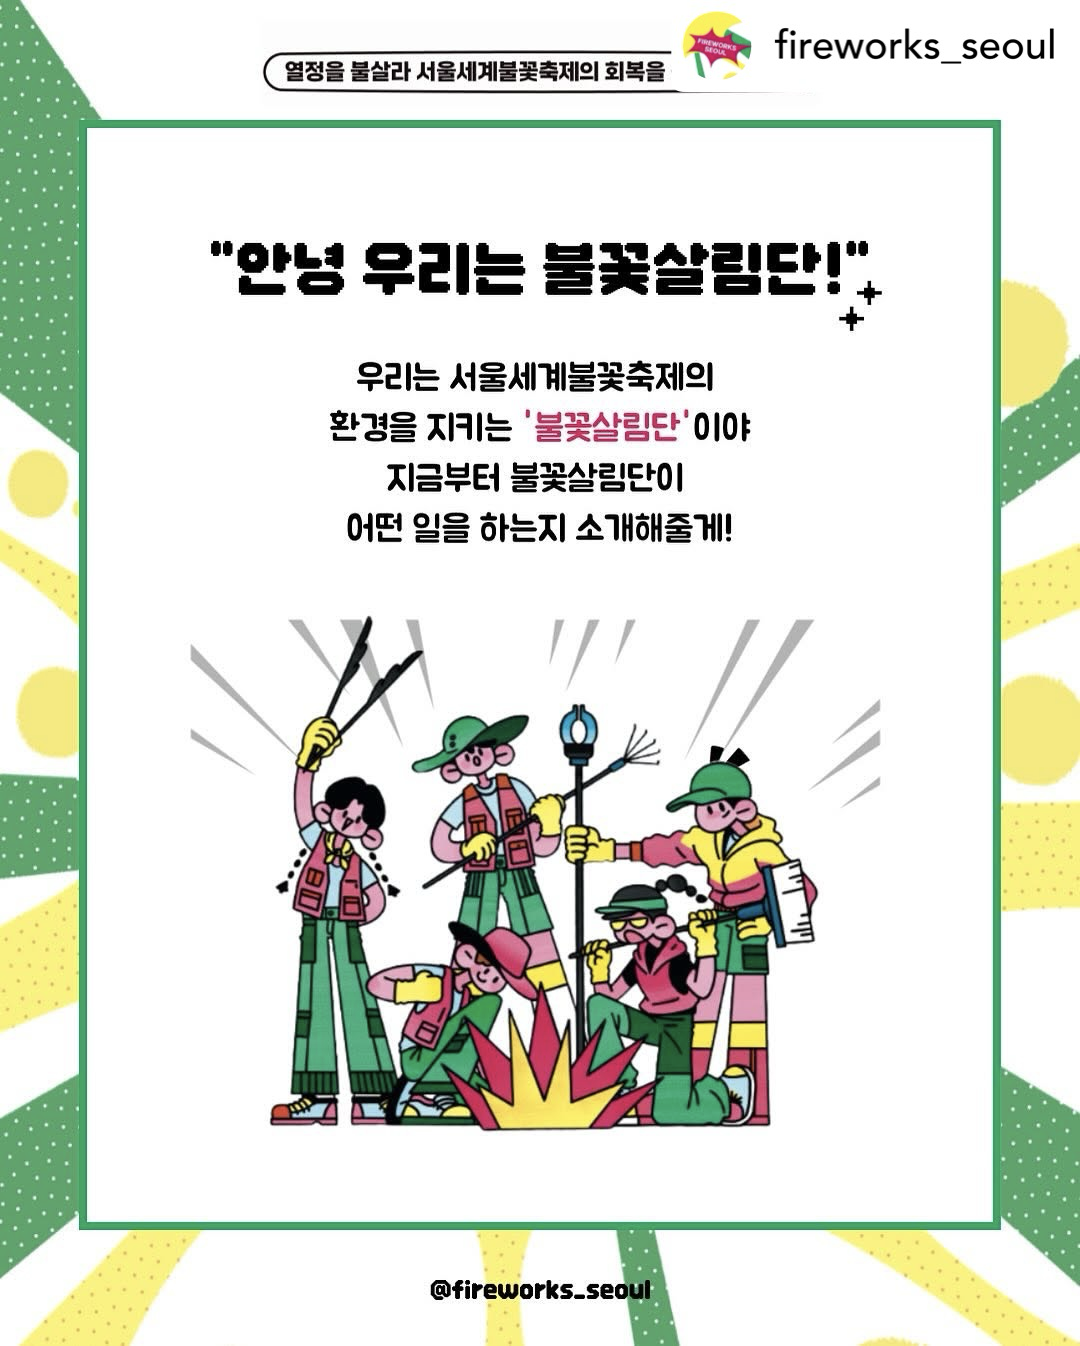 열정을 불살라 서울세계불꽃축제의 회복을
FIREWORKS
SEOUL
fireworks_seoul
"안녕 우리는 불꽃살림단!"
우리는 서울세계불꽃축제의
환경을 지키는 '불꽃살림단'이야
지금부터 불꽃살림단이
어떤 일을 하는지 소개해줄게!
@fireworks_seoul